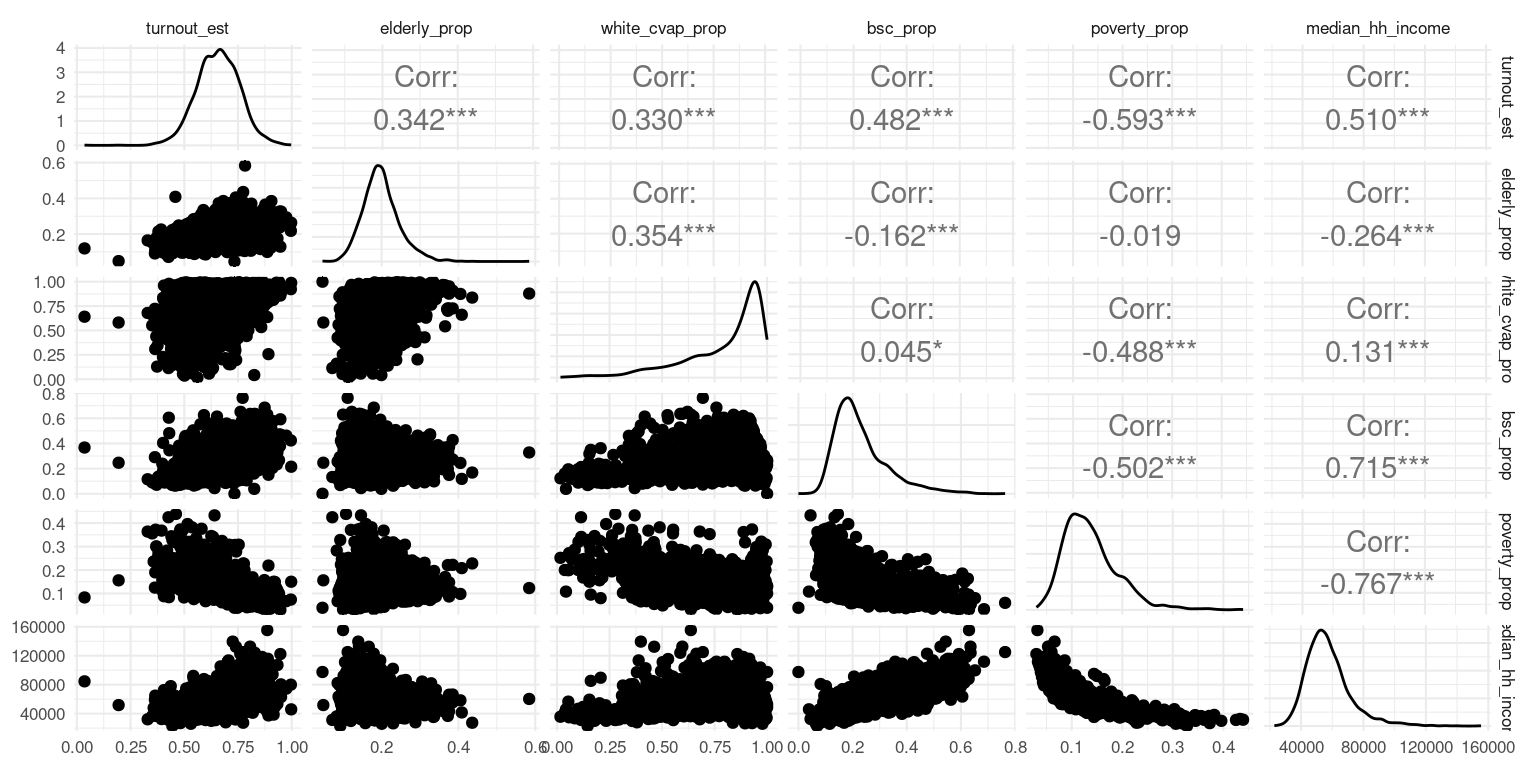 turnout_est elderly_prop white_cvap_prop bsc_prop poverty_prop median_hh_income
4
3
2
1
0
Corr:
0.342***
Corr:
0.330***
Corr:
0.482***
Corr:
-0.593***
Corr:
0.510***
turnout_est
0.6
0.4
0.2
Corr:
0.354***
Corr:
-0.162***
Corr:
-0.019
Corr:
-0.264***
elderly_prop
1.00
0.75
0.50
0.25
0.00
Corr:
0.045*
Corr:
-0.488***
Corr:
0.131***
hite_cvap_pro
0.8
0.6
0.4
0.2
0.0
Corr:
-0.502***
Corr:
0.715***
bsc_prop
0.4
0.3
0.2
0.1
Corr:
-0.767***
poverty_prop
160000
120000
80000
40000
edian_hh_incor
0.00 0.25 0.50 0.75 1.00 0.2 0.4 0.6 0.00 0.25 0.50 0.75 1.00 0.0 0.2 0.4 0.6 0.8 0.1 0.2 0.3 0.4 40000 80000 120000 160000